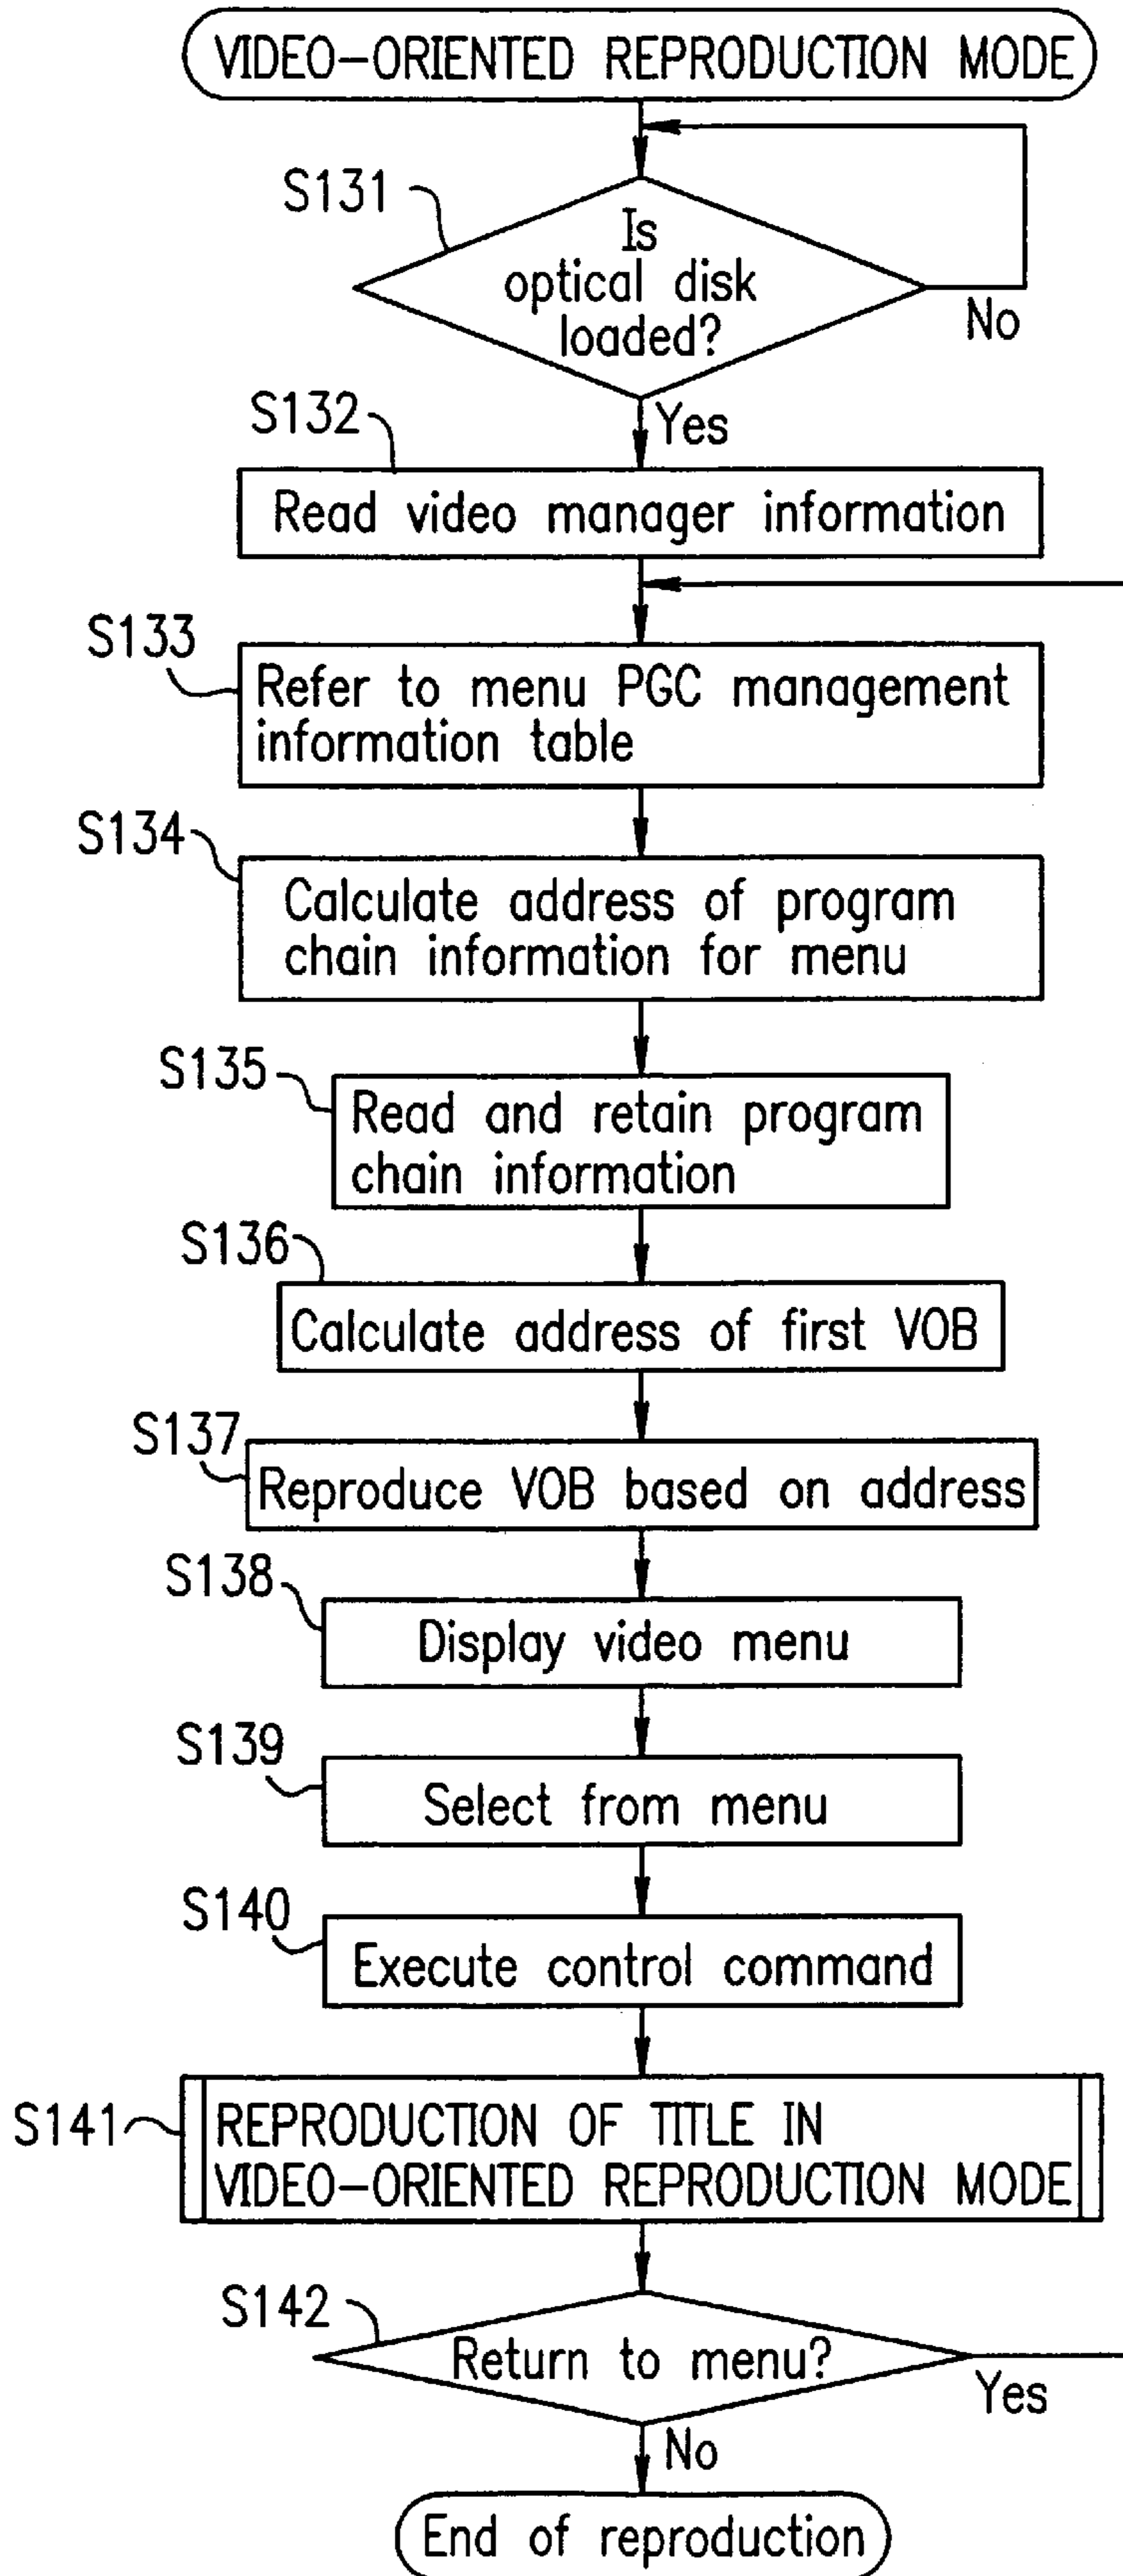 VIDEO-ORIENTED REPRODUCTION MODE
S131
Is
optical disk
loaded?
No
Yes
S132
Read video manager information
S133
Refer to menu PGC management
information table
S134
Calculate address of program
chain information for menu
S135
Read and retain program
chain information
S136
Calculate address of first VOB
S137
Reproduce VOB based on address
S138
Display video menu
S139
Select from menu
S140
Execute control command
S141
REPRODUCTION OF TITLE IN
VIDEO-ORIENTED REPRODUCTION MODE
S142
Return to menu?
Yes
No
End of reproduction